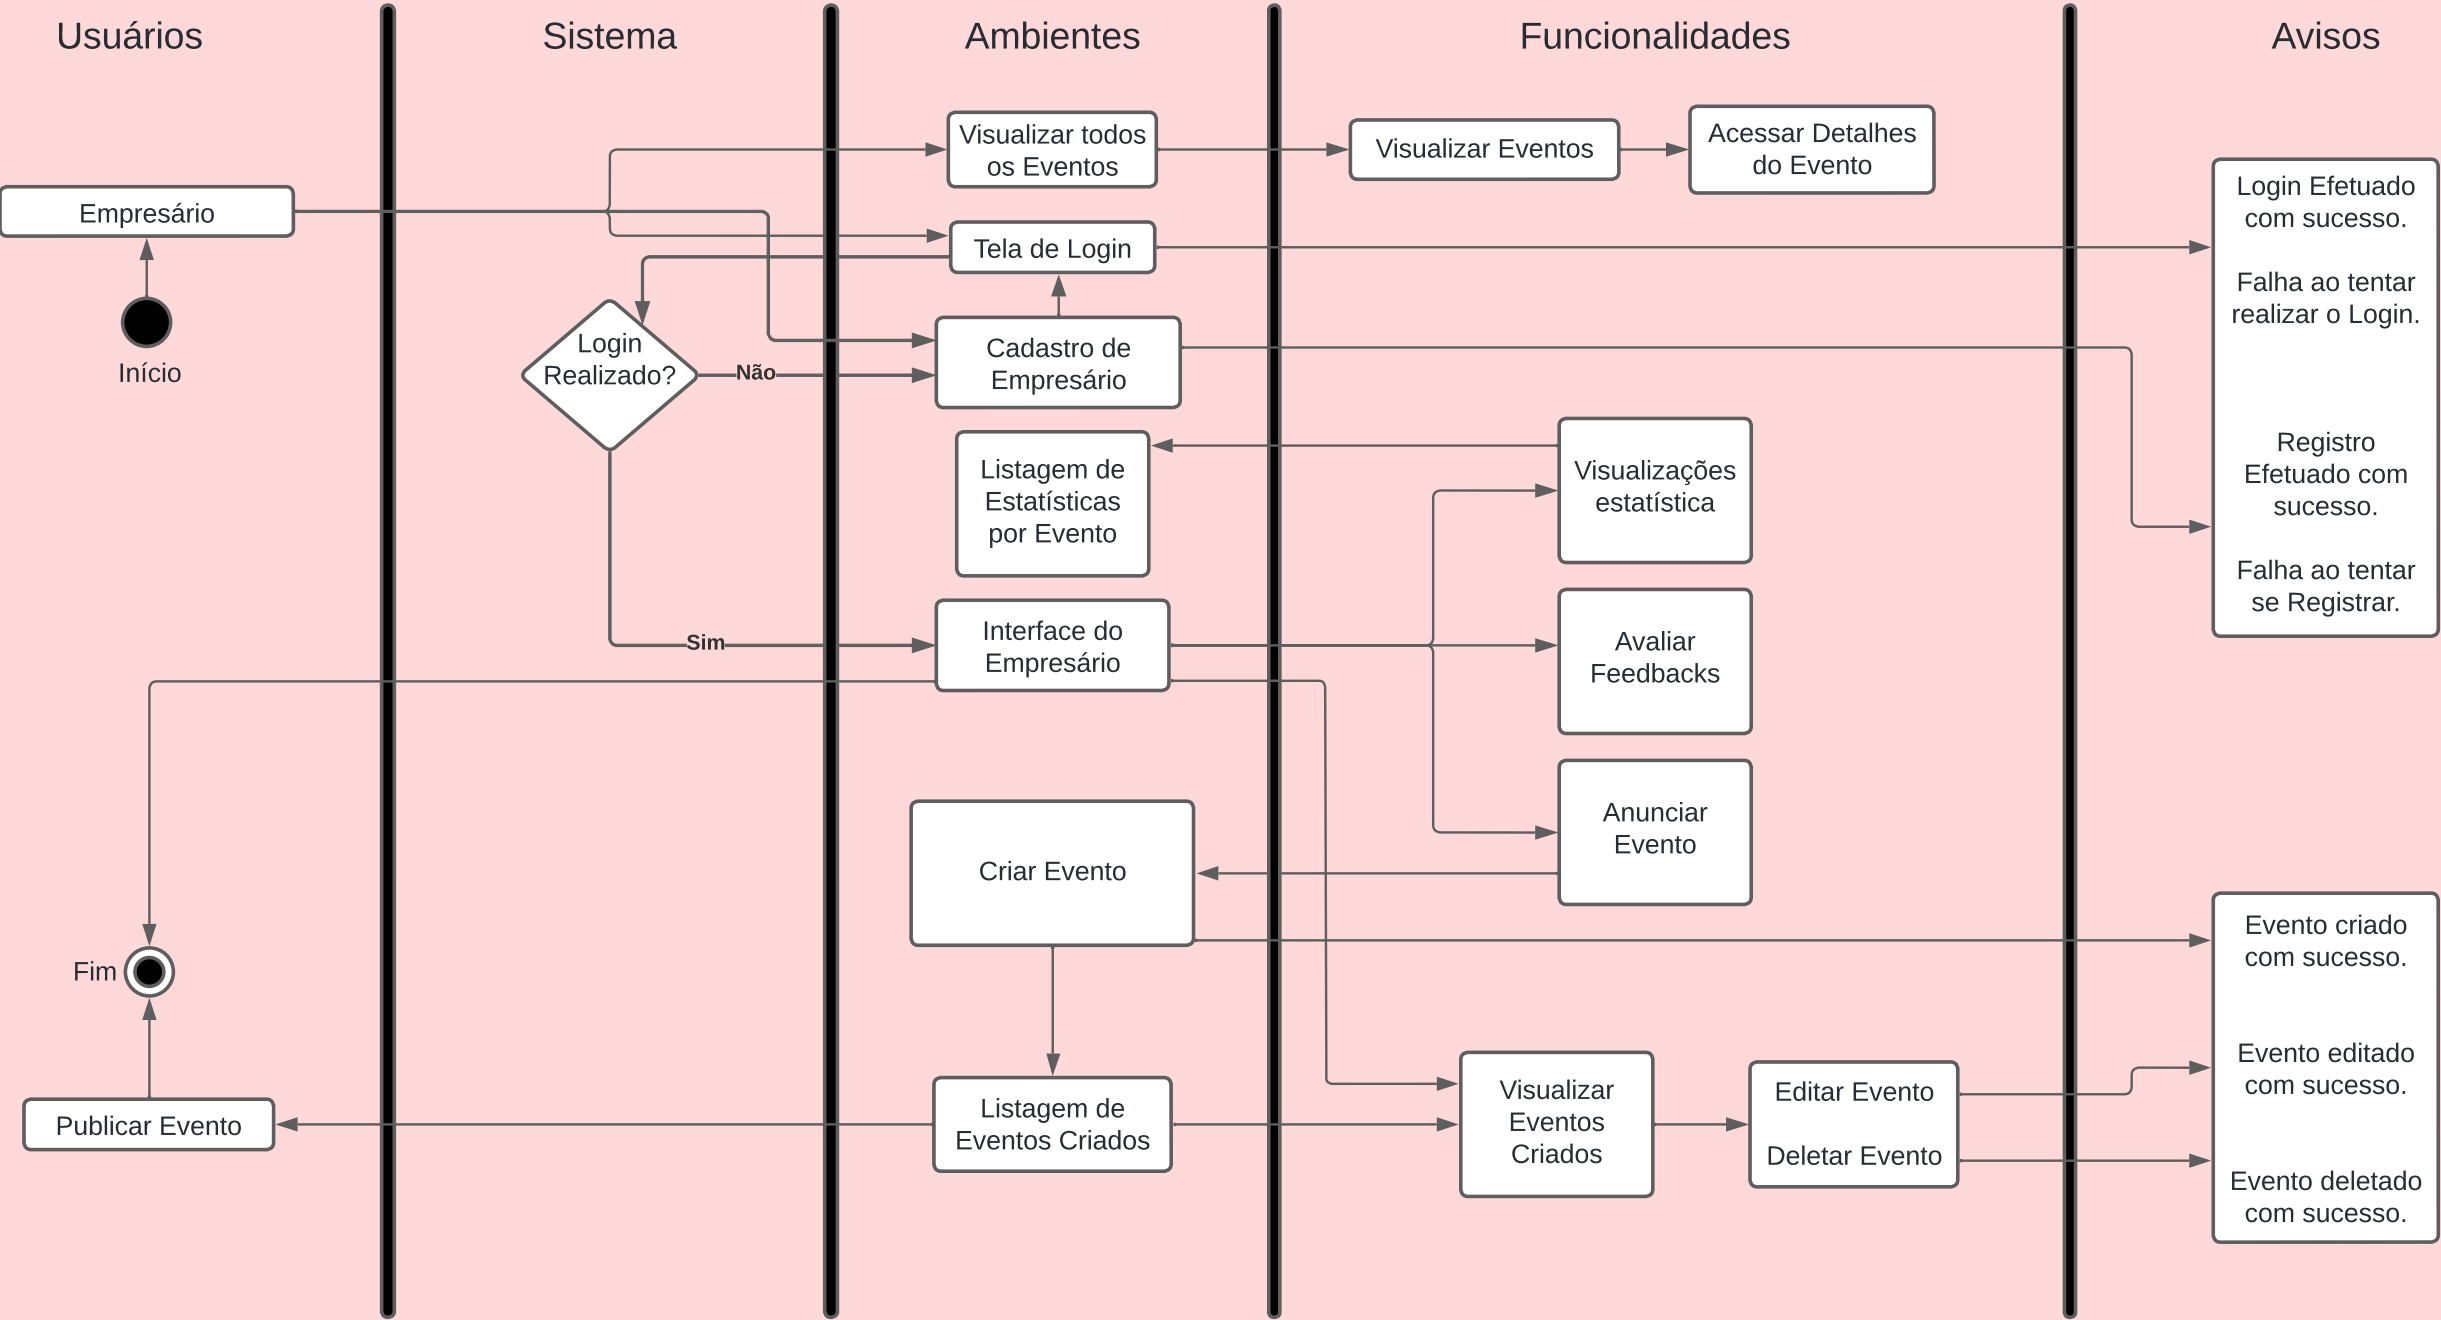 Usuários
Sistema
Ambientes
Funcionalidades
Avisos
Empresário
Início
Fim
Publicar Evento
Login
Realizado?
Não
Sim
Visualizar todos
os Eventos
Tela de Login
Cadastro de
Empresário
Listagem de
Estatísticas
por Evento
Interface do
Empresário
Criar Evento
Listagem de
Eventos Criados
Visualizar Eventos
Acessar Detalhes
do Evento
Visualizações
estatística
Avaliar
Feedbacks
Anunciar
Evento
Visualizar
Eventos
Criados
Editar Evento
Deletar Evento
Login Efetuado
com sucesso.
Falha ao tentar
realizar o Login.
Registro
Efetuado com
sucesso.
Falha ao tentar
se Registrar.
Evento criado
com sucesso.
Evento editado
com sucesso.
Evento deletado
com sucesso.